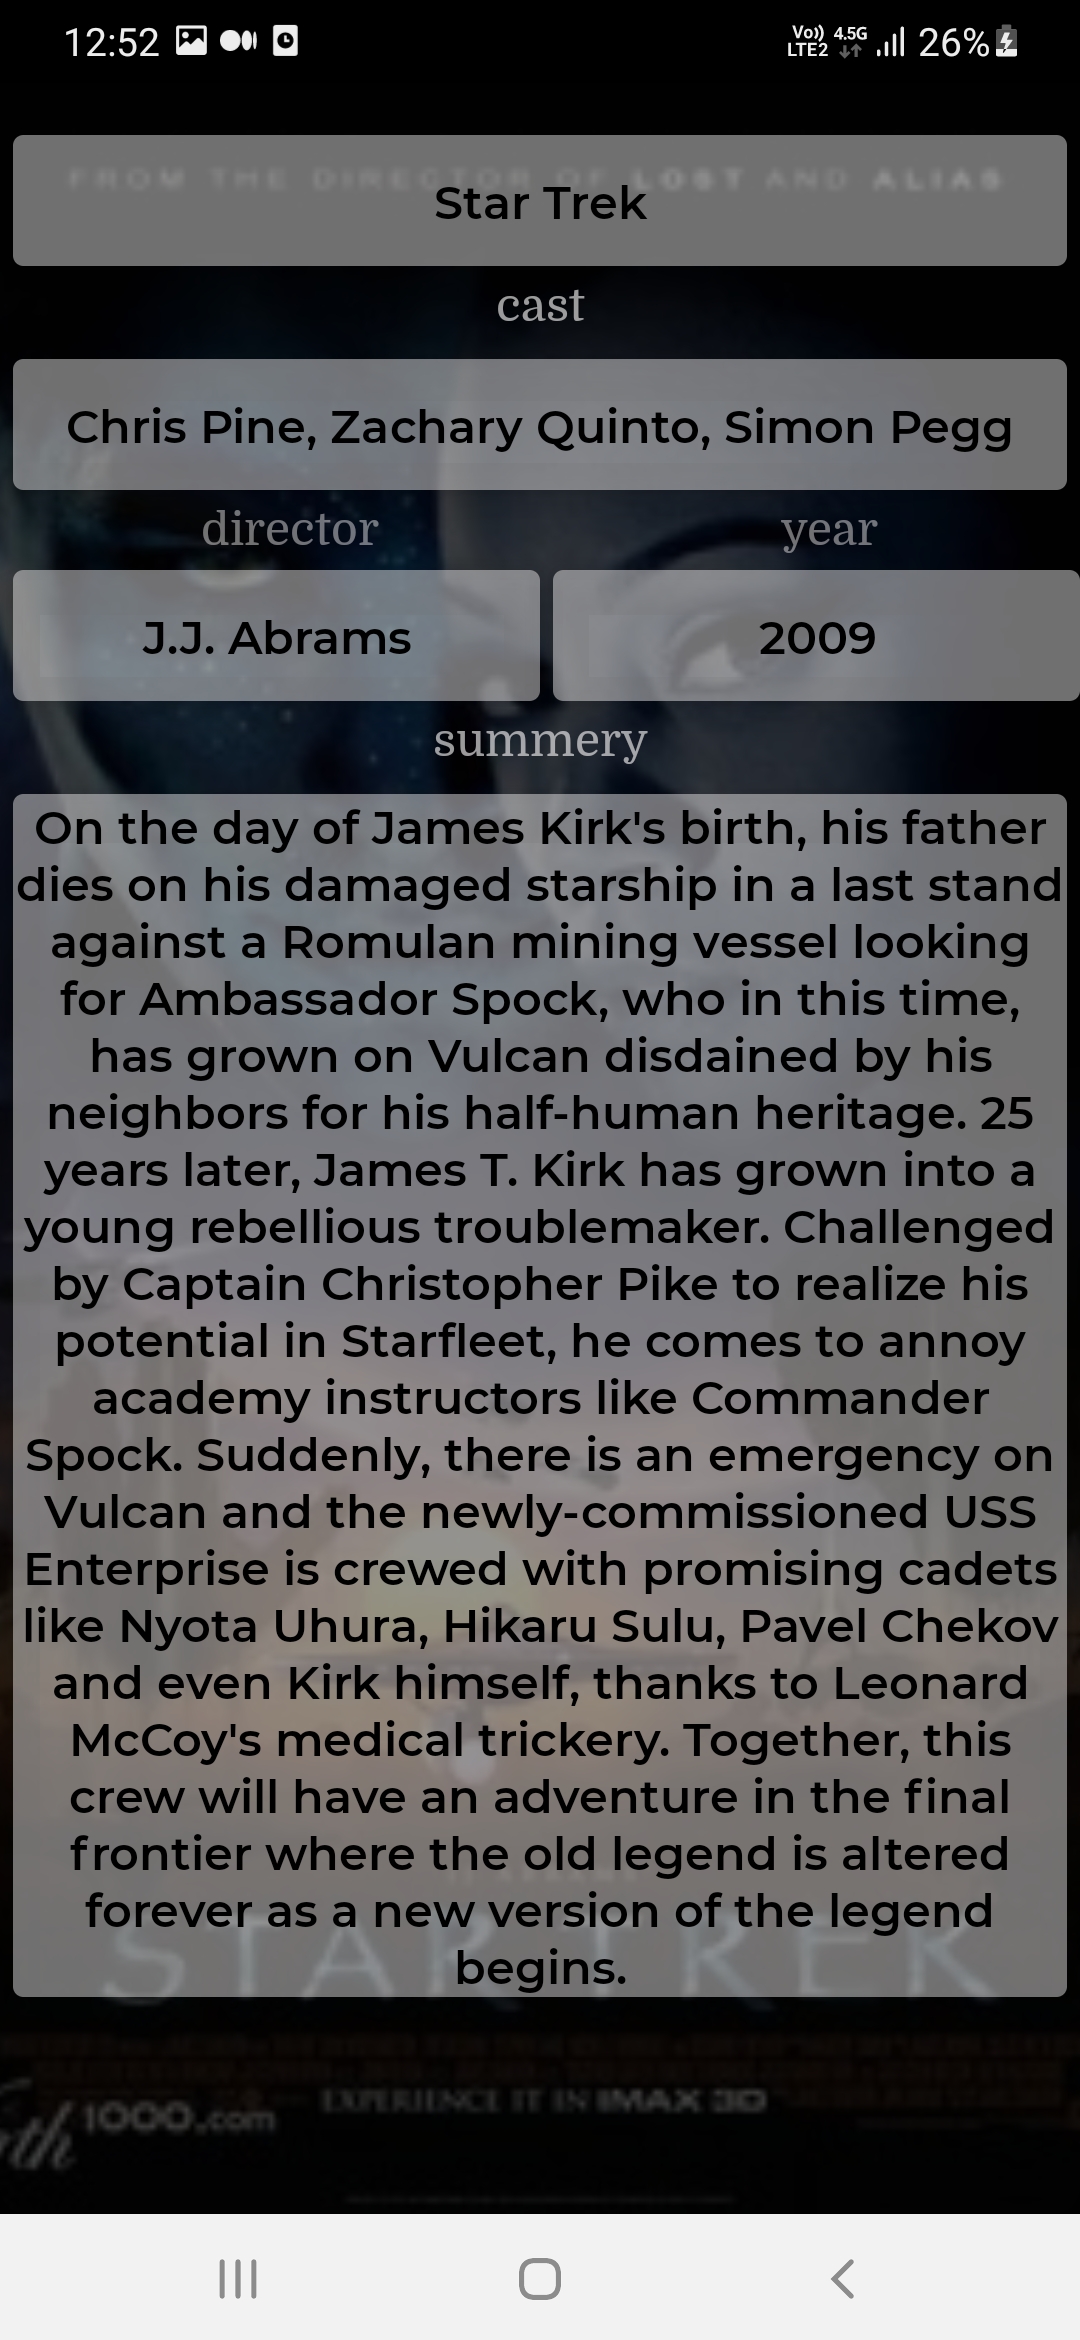 12:52
Vo)) LTE2 4.5G 26%
FROM THE DIRECTOR OF LOST AND ALIAS
Star Trek
cast
Chris Pine, Zachary Quinto, Simon Pegg
director year
J.J. Abrams 2009
summery
On the day of James Kirk's birth, his father
dies on his damaged starship in a last stand
against a Romulan mining vessel looking
for Ambassador Spock, who in this time,
has grown on Vulcan disdained by his
neighbors for his half-human heritage. 25
years later, James T. Kirk has grown into a
young rebellious troublemaker. Challenged
by Captain Christopher Pike to realize his
potential in Starfleet, he comes to annoy
academy instructors like Commander
Spock. Suddenly, there is an emergency on
Vulcan and the newly-commissioned USS
Enterprise is crewed with promising cadets
like Nyota Uhura, Hikaru Sulu, Pavel Chekov
and even Kirk himself, thanks to Leonard
McCoy's medical trickery. Together, this
crew will have an adventure in the final
frontier where the old legend is altered
forever as a new version of the legend
begins.
STAR TREK
EXPERIENCE IT IN IMAX 3D
1000.com